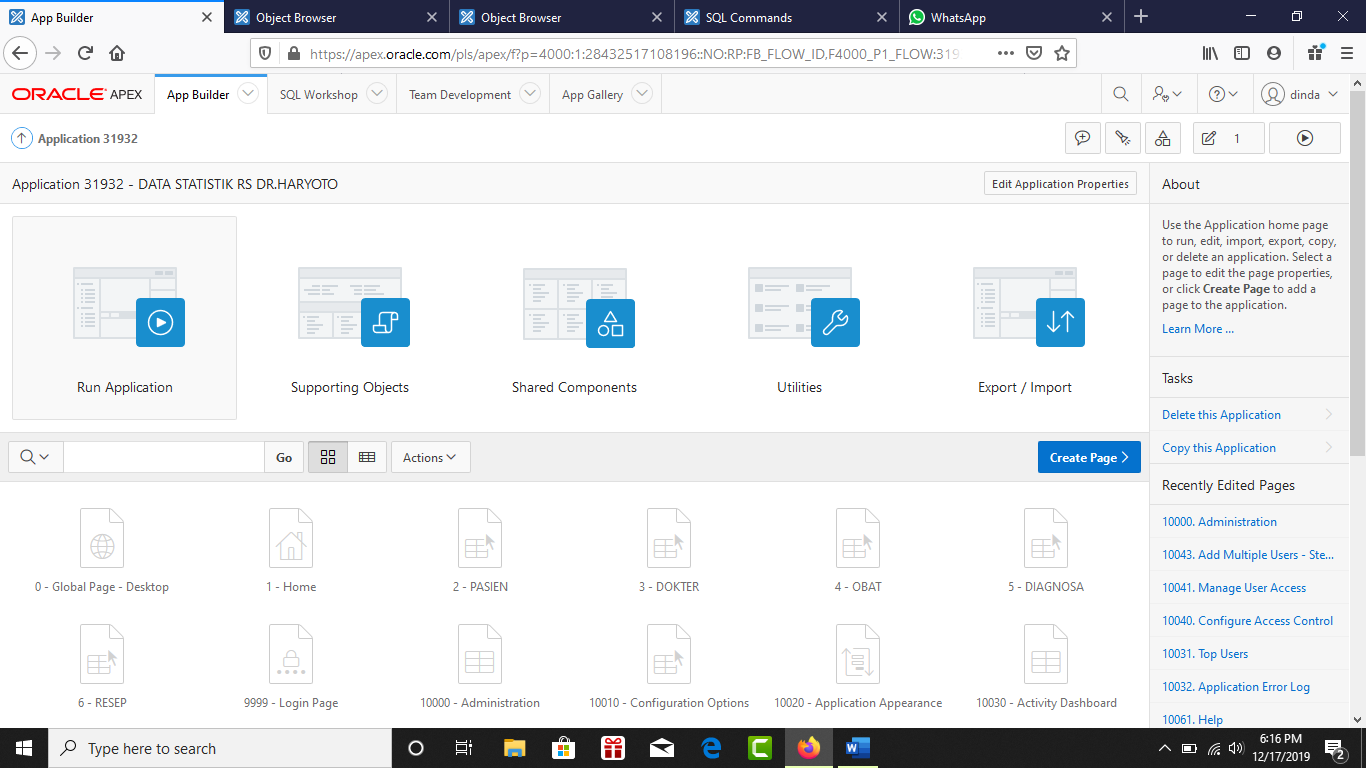 App Builder
Object Browser
Object Browser
SQL Commands
WhatsApp
https://apex.oracle.com/pls/apex/f?p=4000:1:28432517108196::NO:RP:FB_FLOW_ID,F4000_P1_FLOW:319
ORACLE APEX
App Builder
SQL Workshop
Team Development
App Gallery
dinda
Application 31932
1
Application 31932 - DATA STATISTIK RS DR.HARYOTO
Edit Application Properties
About
Use the Application home page
to run, edit, import, export, copy,
or delete an application. Select a
page to edit the page properties,
or click Create Page to add a
page to the application.
Learn More ...
Run Application
Supporting Objects
Shared Components
Utilities
Export / Import
Tasks
Delete this Application
Copy this Application
Go
Actions
Create Page
Recently Edited Pages
10000. Administration
10043. Add Multiple Users - Ste...
10041. Manage User Access
10040. Configure Access Control
10031. Top Users
10032. Application Error Log
10061. Help
0 - Global Page - Desktop
1 - Home
2 - PASIEN
3 - DOKTER
4 - OBAT
5 - DIAGNOSA
6 - RESEP
9999 - Login Page
10000 - Administration
10010 - Configuration Options
10020 - Application Appearance
10030 - Activity Dashboard
Type here to search
6:16 PM
12/17/2019
2